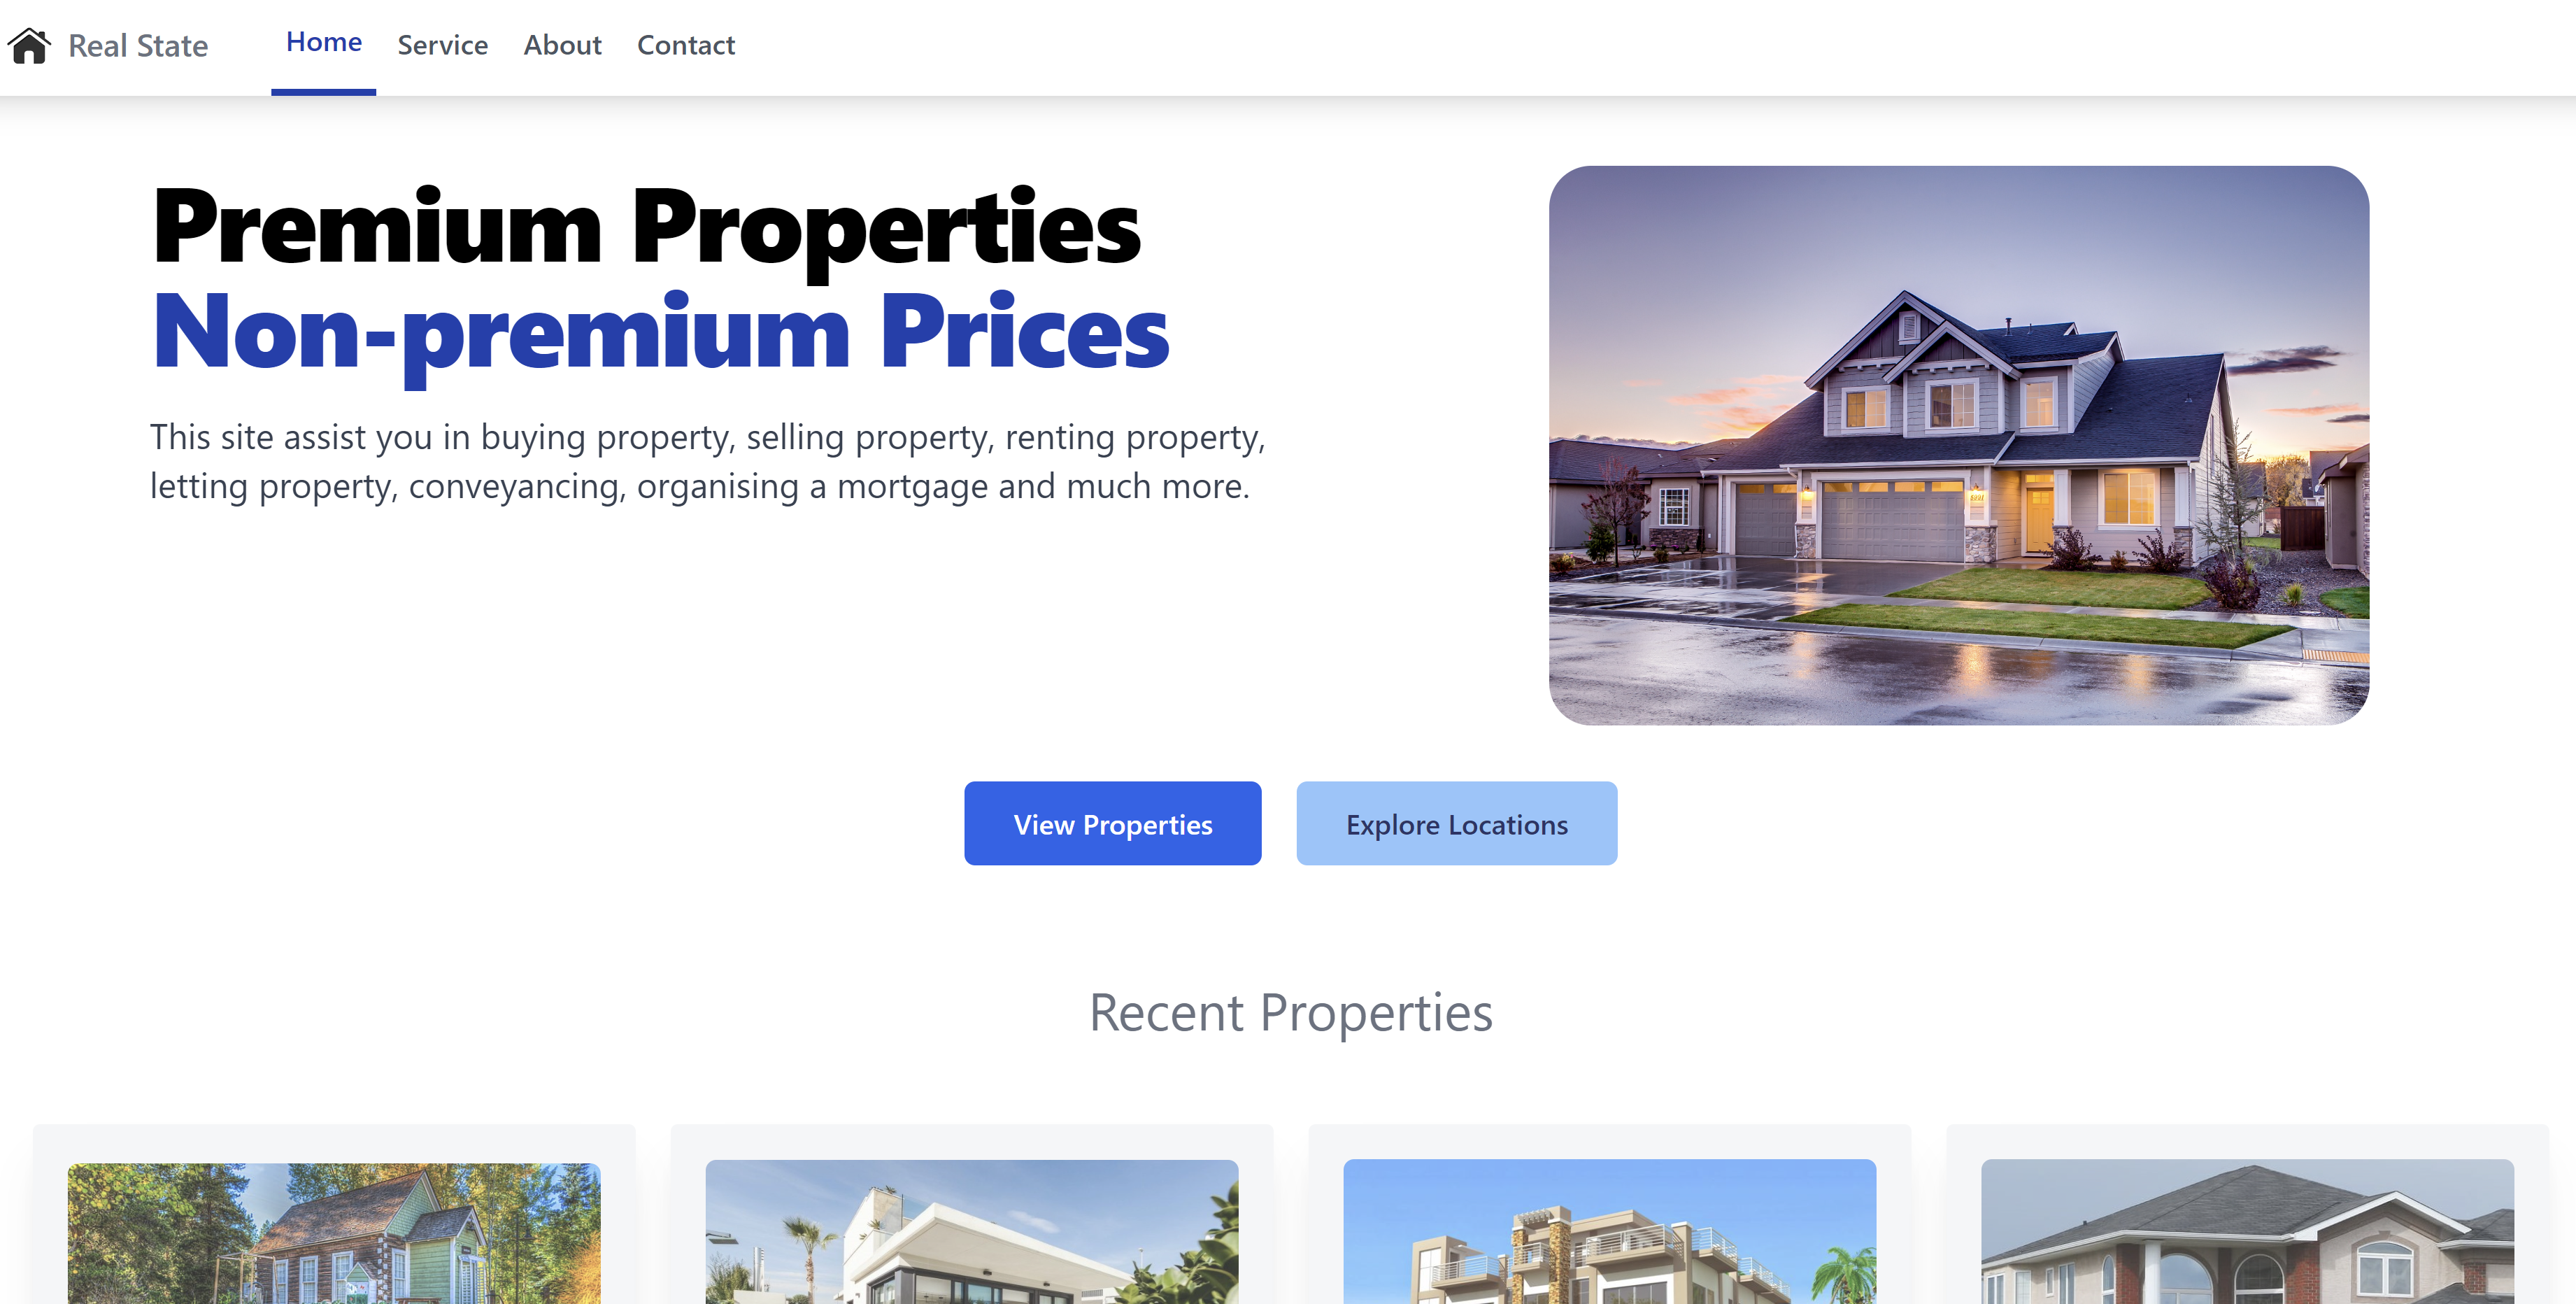 Real State
Home
Service
About
Contact
Premium Properties
Non-premium Prices
This site assist you in buying property, selling property, renting property,
letting property, conveyancing, organising a mortgage and much more.
View Properties
Explore Locations
Recent Properties